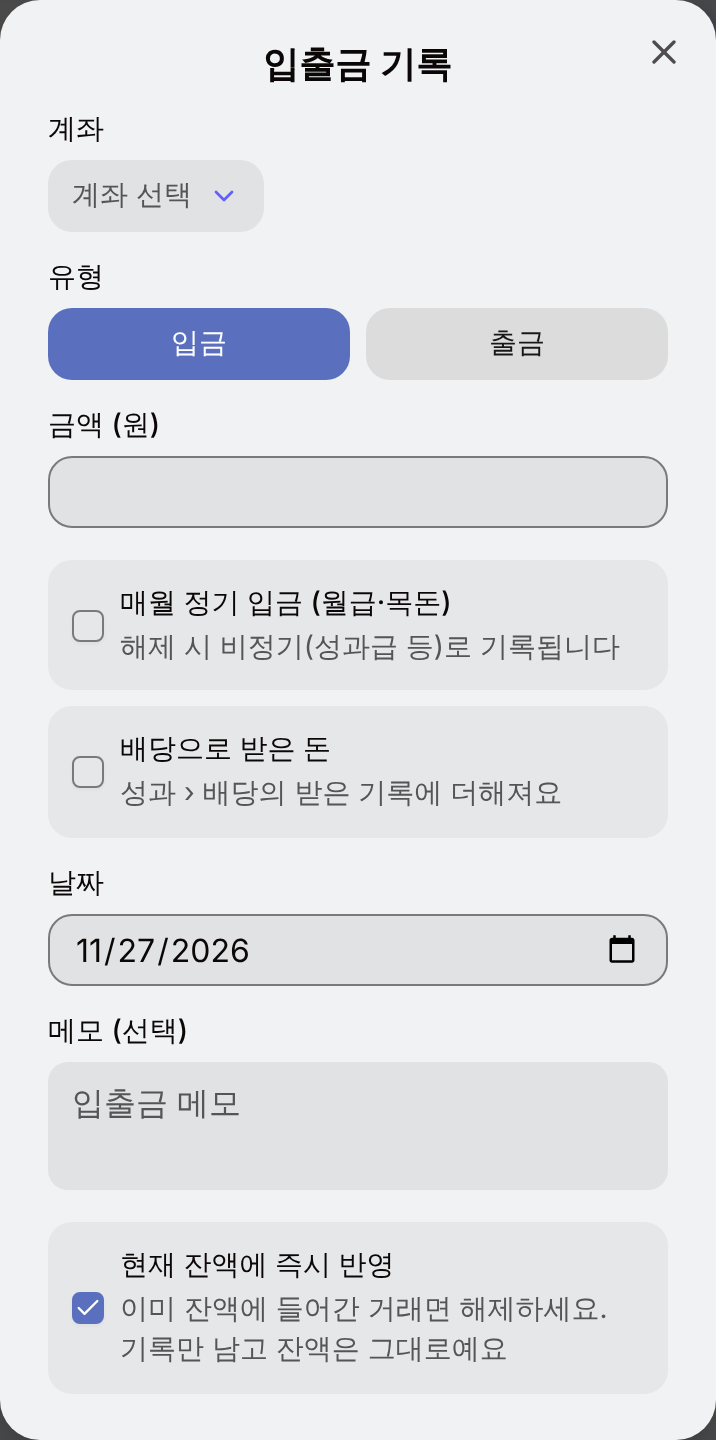 입출금 기록
계좌
계좌 선택
유형
입금
출금
금액 (원)
매월 정기 입금 (월급·목돈)
해제 시 비정기(성과급 등)로 기록됩니다
배당으로 받은 돈
성과 › 배당의 받은 기록에 더해져요
날짜
11/27/2026
메모 (선택)
입출금 메모
현재 잔액에 즉시 반영
이미 잔액에 들어간 거래면 해제하세요.
기록만 남고 잔액은 그대로예요